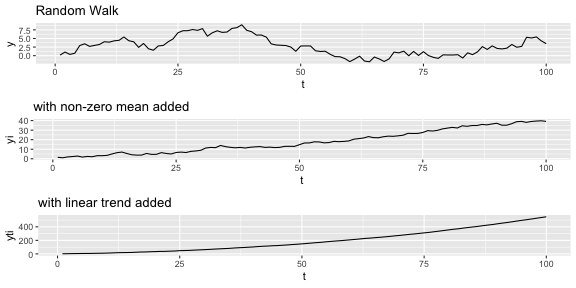 Random Walk
y
7.5
5.0
2.5
0.0
0 25 50 75 100
t
with non-zero mean added
yi
40
30
20
10
0
0 25 50 75 100
t
with linear trend added
yti
400
200
0
0 25 50 75 100
t